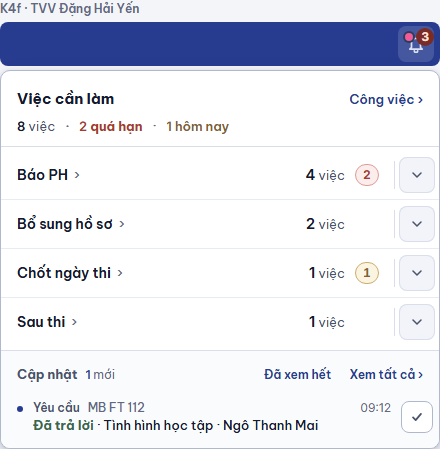 K4f · TVV Đặng Hải Yến
3
Việc cần làm
Công việc ›
8 việc · 2 quá hạn · 1 hôm nay
Báo PH › 4 việc 2
Bổ sung hồ sơ › 2 việc
Chốt ngày thi › 1 việc 1
Sau thi › 1 việc
Cập nhật 1 mới Đã xem hết Xem tất cả ›
Yêu cầu MB FT 112 09:12
Đã trả lời · Tình hình học tập · Ngô Thanh Mai